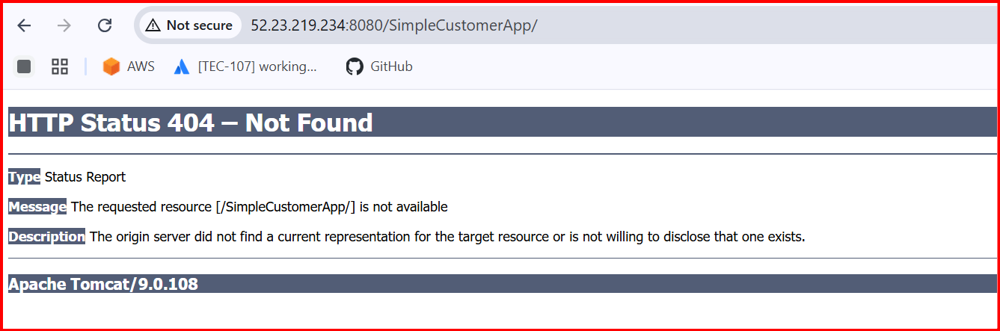 Not secure 52.23.219.234:8080/SimpleCustomerApp/
AWS [TEC-107] working... GitHub
HTTP Status 404 – Not Found
Type Status Report
Message The requested resource [/SimpleCustomerApp/] is not available
Description The origin server did not find a current representation for the target resource or is not willing to disclose that one exists.
Apache Tomcat/9.0.108